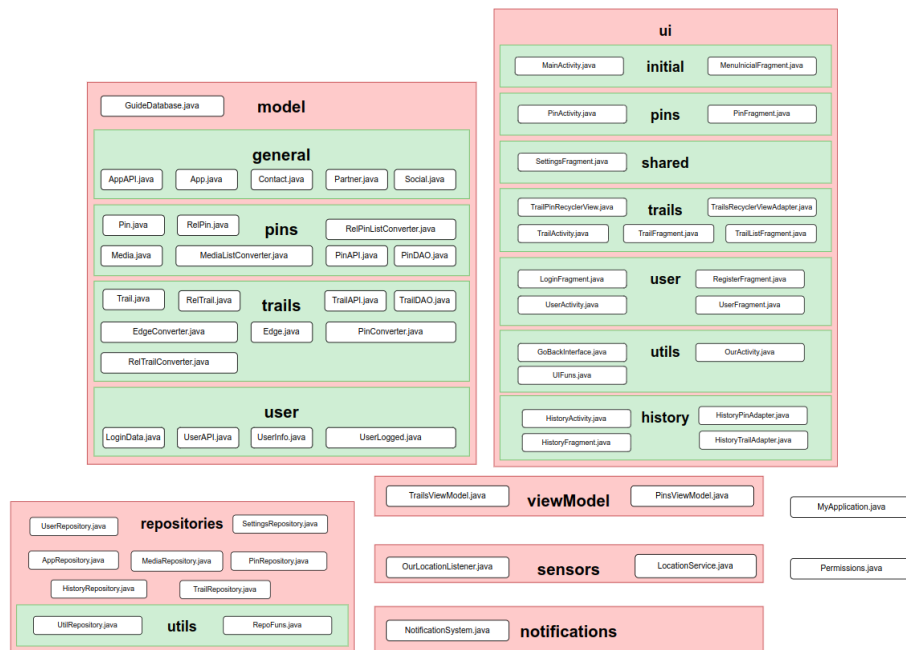 model
GuideDatabase.java
general
AppAPI.java App.java Contact.java Partner.java Social.java
pins
Pin.java RelPin.java RelPinListConverter.java
Media.java MediaListConverter.java PinAPI.java PinDAO.java
trails
Trail.java RelTrail.java TrailAPI.java TrailDAO.java
EdgeConverter.java Edge.java PinConverter.java
RelTrailConverter.java
user
LoginData.java UserAPI.java UserInfo.java UserLogged.java
ui
MainActivity.java initial MenuInicialFragment.java
PinActivity.java pins PinFragment.java
SettingsFragment.java shared
TrailPinRecyclerView.java trails TrailsRecyclerViewAdapter.java
TrailActivity.java TrailFragment.java TrailListFragment.java
LoginFragment.java user RegisterFragment.java
UserActivity.java UserFragment.java
GoBackInterface.java utils OurActivity.java
UIFuns.java
HistoryActivity.java history HistoryPinAdapter.java
HistoryFragment.java HistoryTrailAdapter.java
UserRepository.java repositories SettingsRepository.java
AppRepository.java MediaRepository.java PinRepository.java
HistoryRepository.java TrailRepository.java
UtilRepository.java utils RepoFuns.java
TrailsViewModel.java viewModel PinsViewModel.java
OurLocationListener.java sensors LocationService.java
NotificationSystem.java notifications
MyApplication.java
Permissions.java